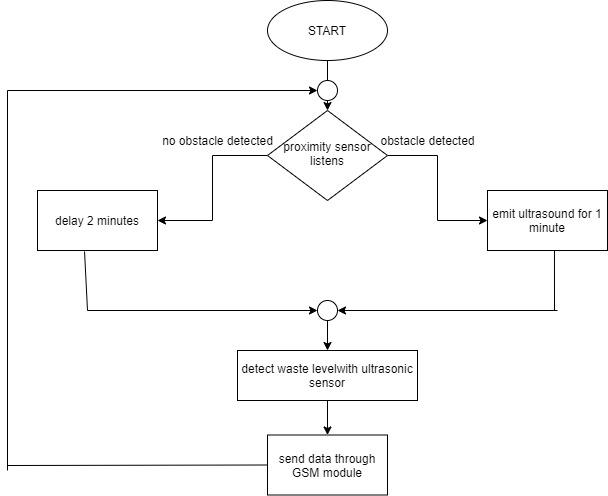 START
no obstacle detected
proximity sensor
listens
obstacle detected
delay 2 minutes
emit ultrasound for 1
minute
detect waste levelwith ultrasonic
sensor
send data through
GSM module